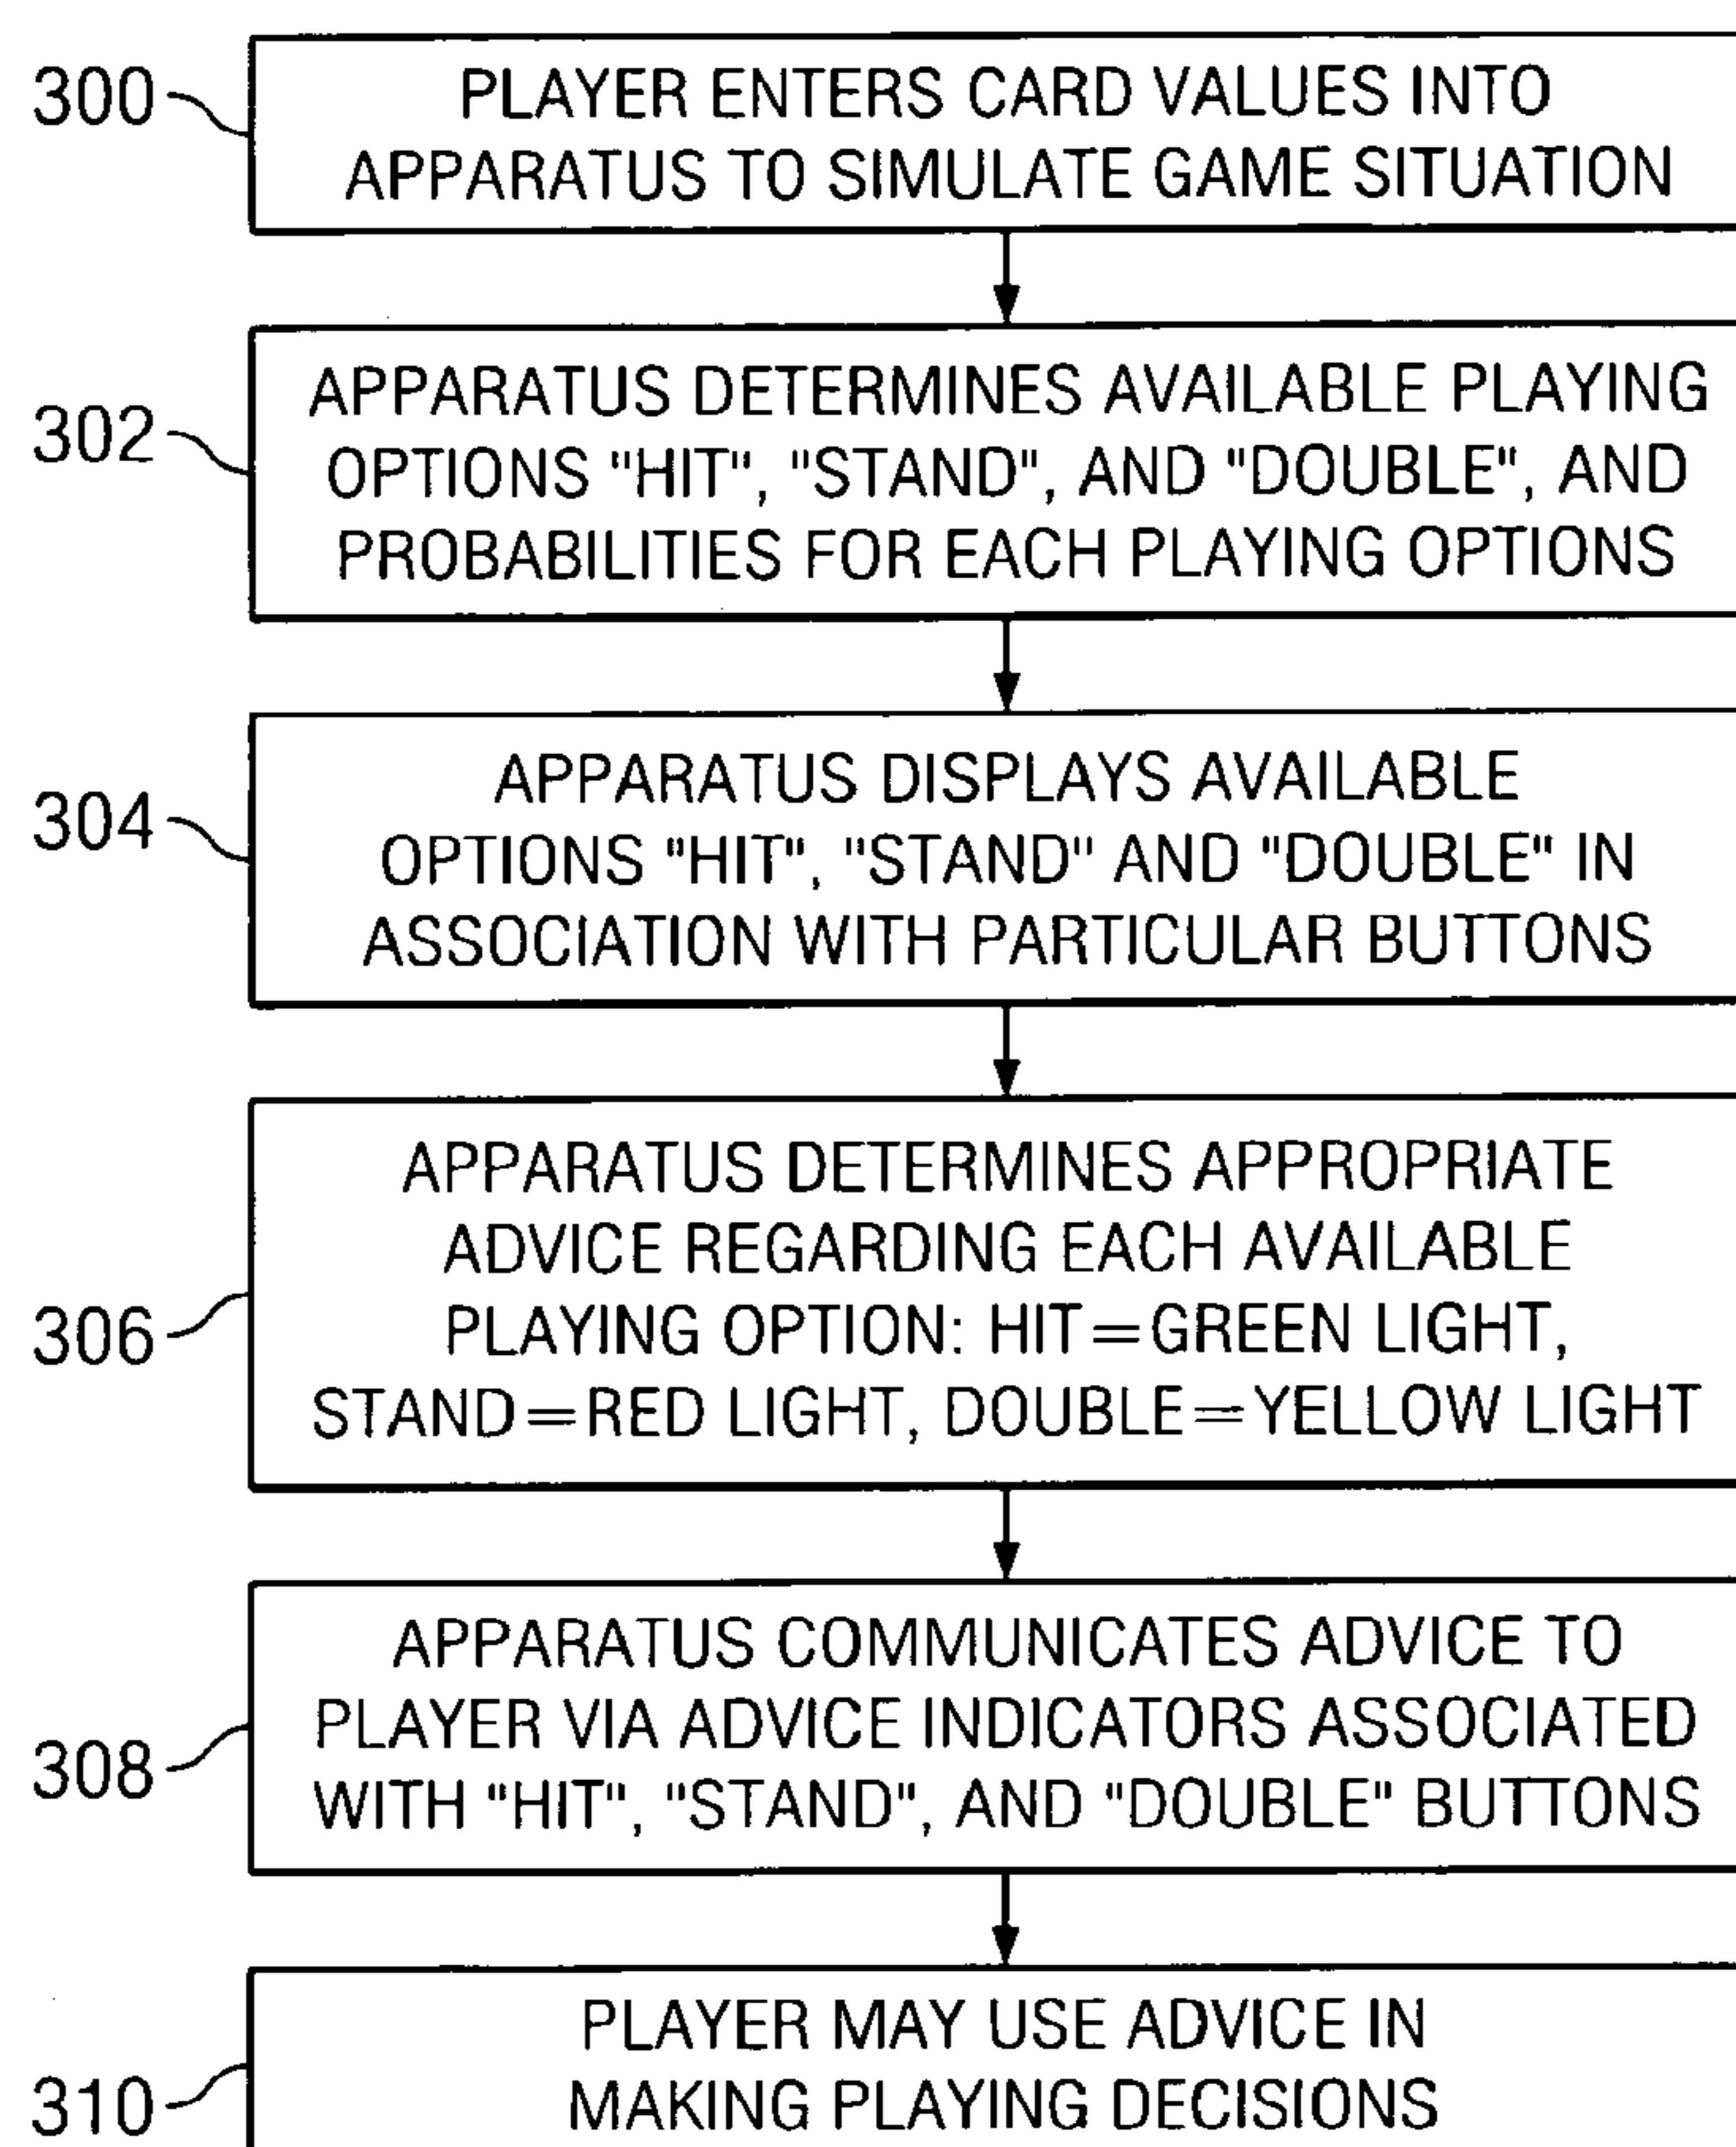 300
PLAYER ENTERS CARD VALUES INTO
APPARATUS TO SIMULATE GAME SITUATION
302
APPARATUS DETERMINES AVAILABLE PLAYING
OPTIONS "HIT", "STAND", AND "DOUBLE", AND
PROBABILITIES FOR EACH PLAYING OPTIONS
304
APPARATUS DISPLAYS AVAILABLE
OPTIONS "HIT", "STAND" AND "DOUBLE" IN
ASSOCIATION WITH PARTICULAR BUTTONS
306
APPARATUS DETERMINES APPROPRIATE
ADVICE REGARDING EACH AVAILABLE
PLAYING OPTION: HIT=GREEN LIGHT,
STAND=RED LIGHT, DOUBLE=YELLOW LIGHT
308
APPARATUS COMMUNICATES ADVICE TO
PLAYER VIA ADVICE INDICATORS ASSOCIATED
WITH "HIT", "STAND", AND "DOUBLE" BUTTONS
310
PLAYER MAY USE ADVICE IN
MAKING PLAYING DECISIONS